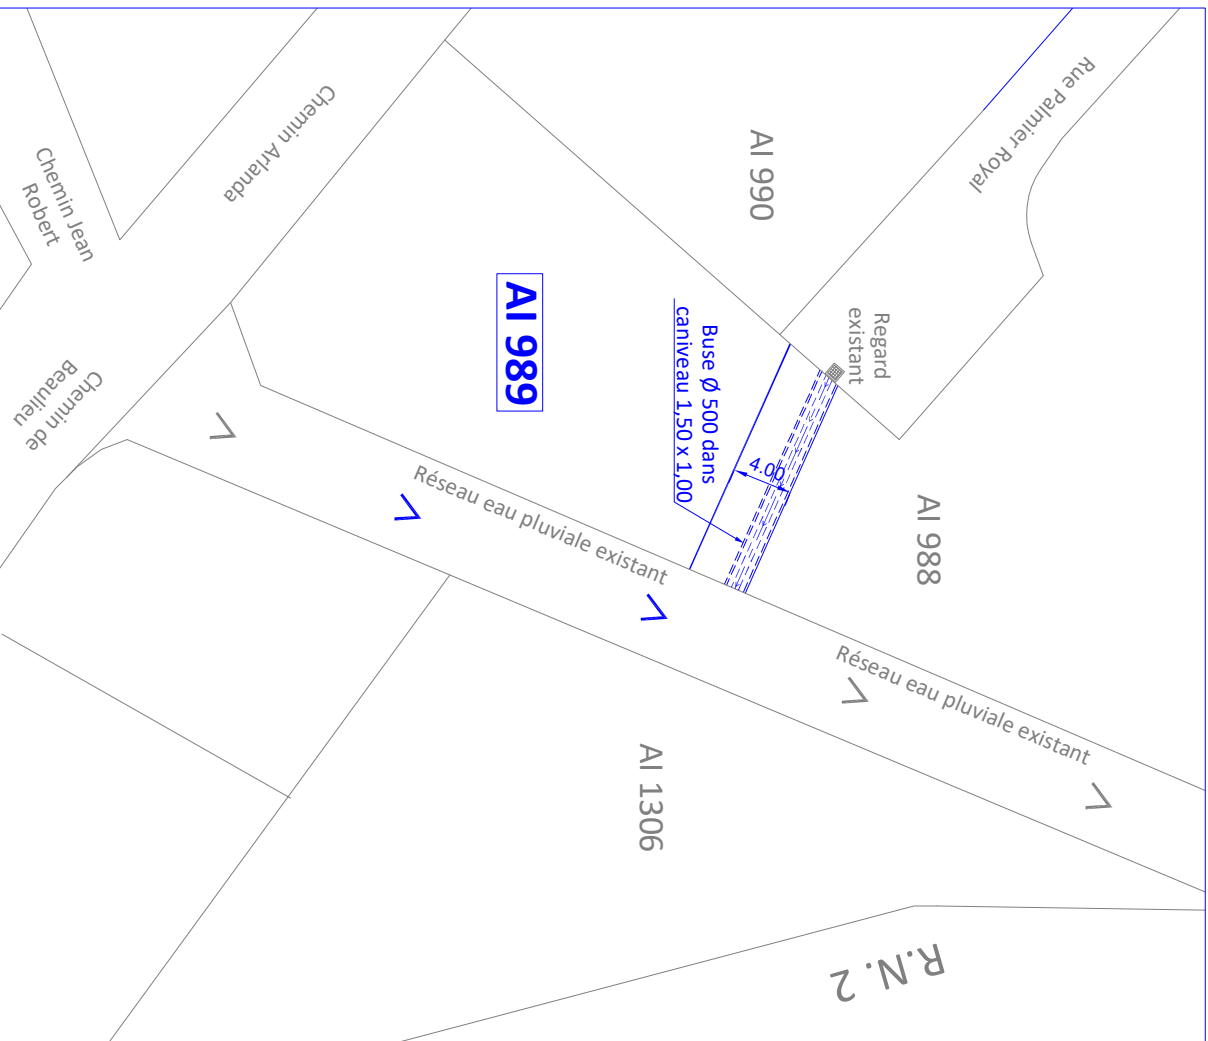 Rue Palmier Royal
AI 990
Chemin Arlanda
Chemin Jean
Robert
Regard
existant
AI 989
Buse Ø 500 dans
caniveau 1,50 x 1,00
4.00
Chemin de
Beaulieu
Réseau eau pluviale existant
AI 988
Réseau eau pluviale existant
AI 1306
R.N. 2